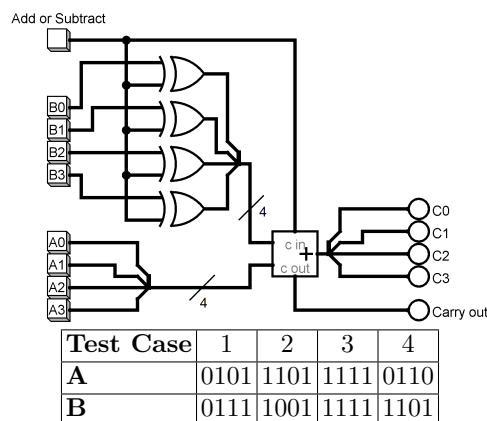 Add or Subtract
B0
B1
B2
B3
4
A0
A1
A2
A3
4
c in
+
c out
C0
C1
C2
C3
Carry out
Test Case 1 2 3 4
A 0101 1101 1111 0110
B 0111 1001 1111 1101